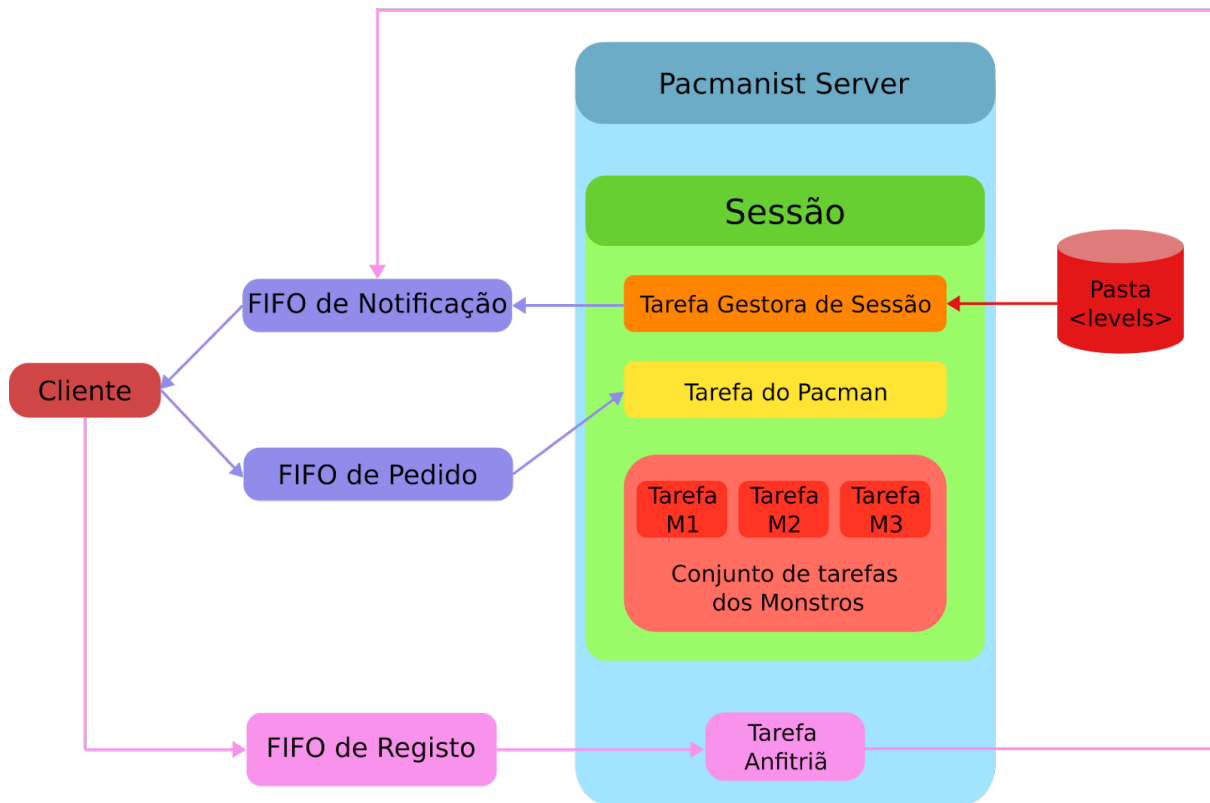 Pacmanist Server
Sessão
FIFO de Notificação
Tarefa Gestora de Sessão
Pasta
<levels>
Cliente
Tarefa do Pacman
FIFO de Pedido
Tarefa
M1
Tarefa
M2
Tarefa
M3
Conjunto de tarefas
dos Monstros
FIFO de Registo
Tarefa
Anfitriã